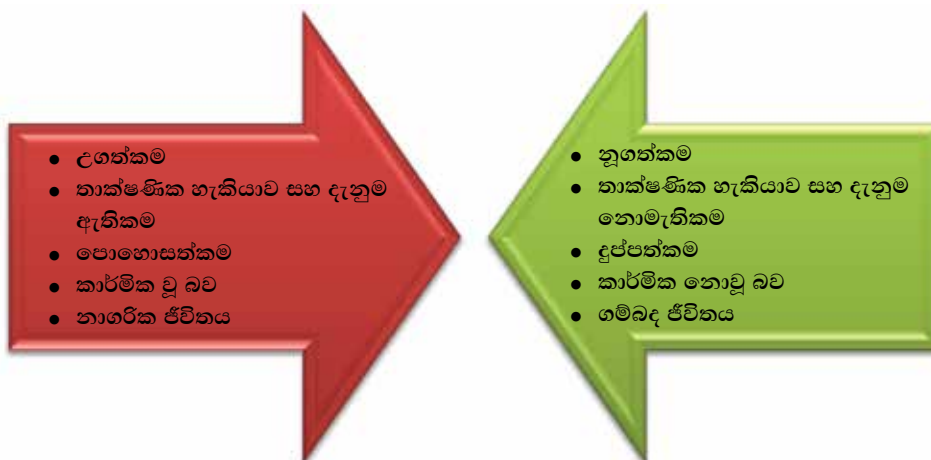 • උගත්කම
• තාක්ෂණික හැකියාව සහ දැනුම
ඇතිකම
• පොහොසත්කම
• කාර්මික වූ බව
• නාගරික ජීවිතය
• නූගත්කම
• තාක්ෂණික හැකියාව සහ දැනුම
නොමැතිකම
• දුප්පත්කම
• කාර්මික නොවූ බව
• ගම්බද ජීවිතය